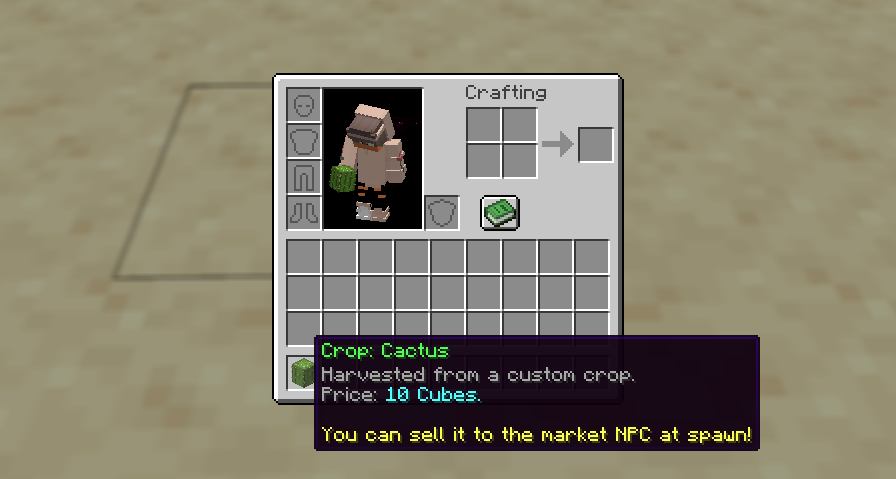 Crafting
Crop: Cactus
Harvested from a custom crop.
Price: 10 Cubes.
You can sell it to the market NPC at spawn!